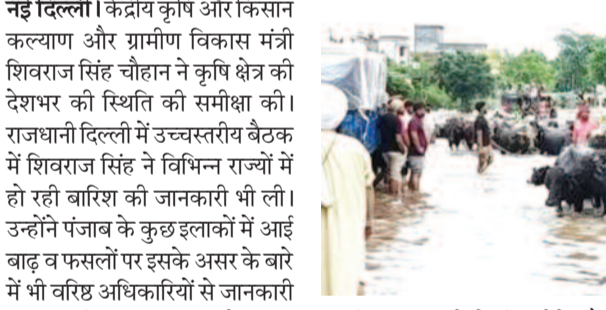 नई दिल्ली। केंद्रीय कृषि और किसान
कल्याण और ग्रामीण विकास मंत्री
शिवराज सिंह चौहान ने कृषि क्षेत्र की
देशभर की स्थिति की समीक्षा की।
राजधानी दिल्ली में उच्चस्तरीय बैठक
में शिवराज सिंह ने विभिन्न राज्यों में
हो रही बारिश की जानकारी भी ली।
उन्होंने पंजाब के कुछ इलाकों में आई
बाढ़ व फसलों पर इसके असर के बारे
में भी वरिष्ठ अधिकारियों से जानकारी